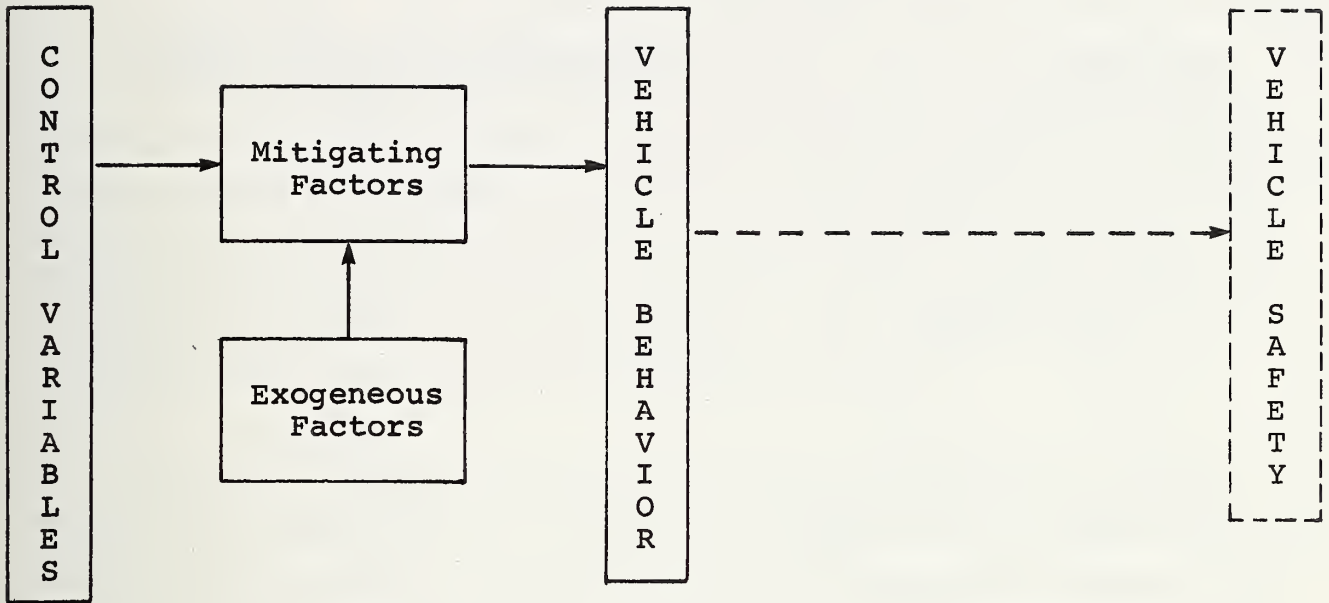 CONTROL VARIABLES
Mitigating
Factors
Exogeneous
Factors
VEHICLE BEHAVIOR
VEHICLE SAFETY